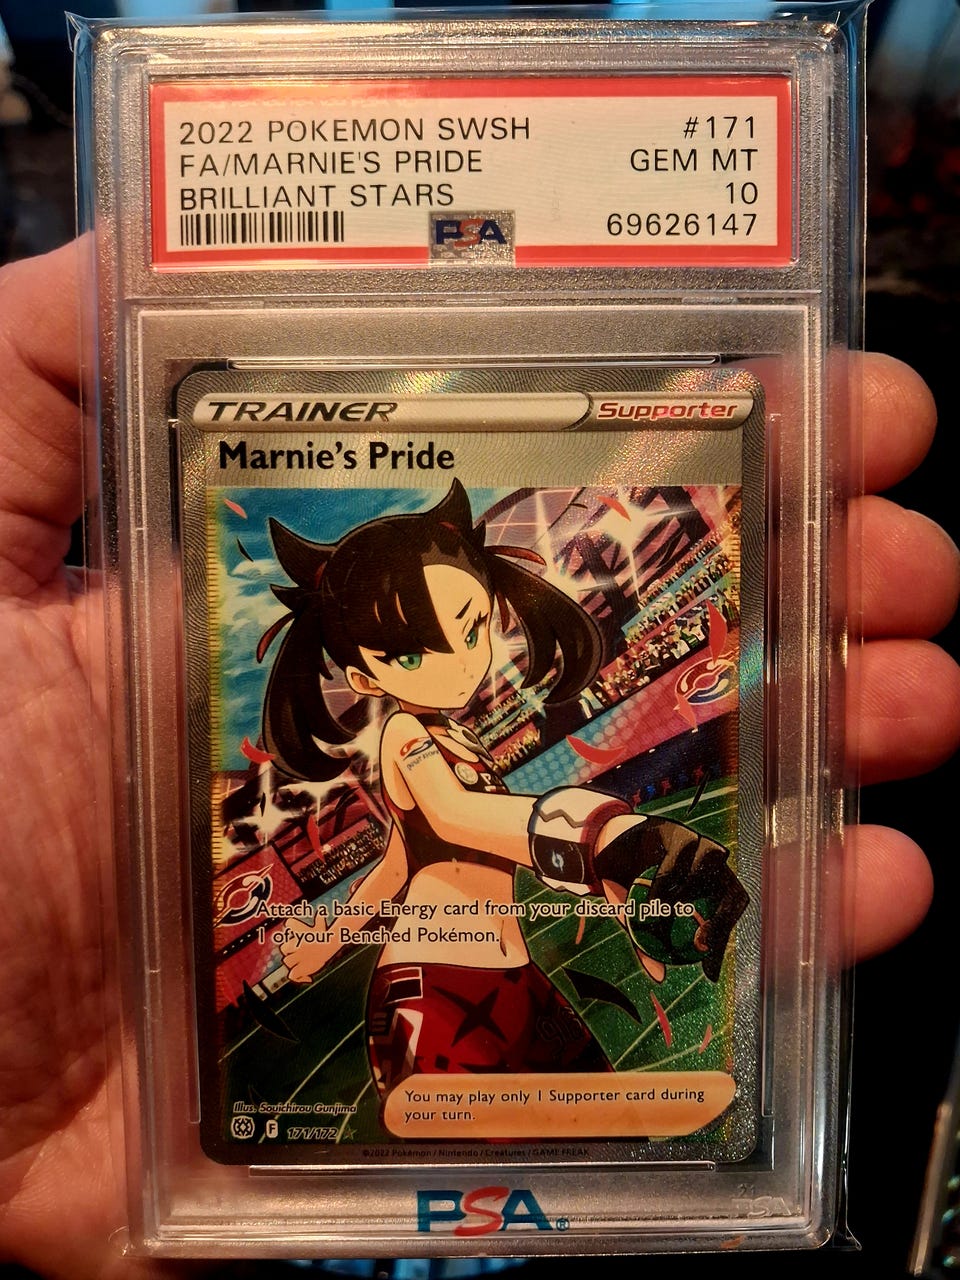 2022 POKEMON SWSH #171
FA/MARNIE'S PRIDE GEM MT
BRILLIANT STARS 10
PSA 69626147
TRAINER Supporter
Marnie's Pride
Attach a basic Energy card from your discard pile to
1 of your Benched Pokémon.
You may play only 1 Supporter card during
your turn.
Illus. Souichirou Gunjima
F 171/172
©2022 Pokémon / Nintendo / Creatures / GAME FREAK
PSA®
PSA